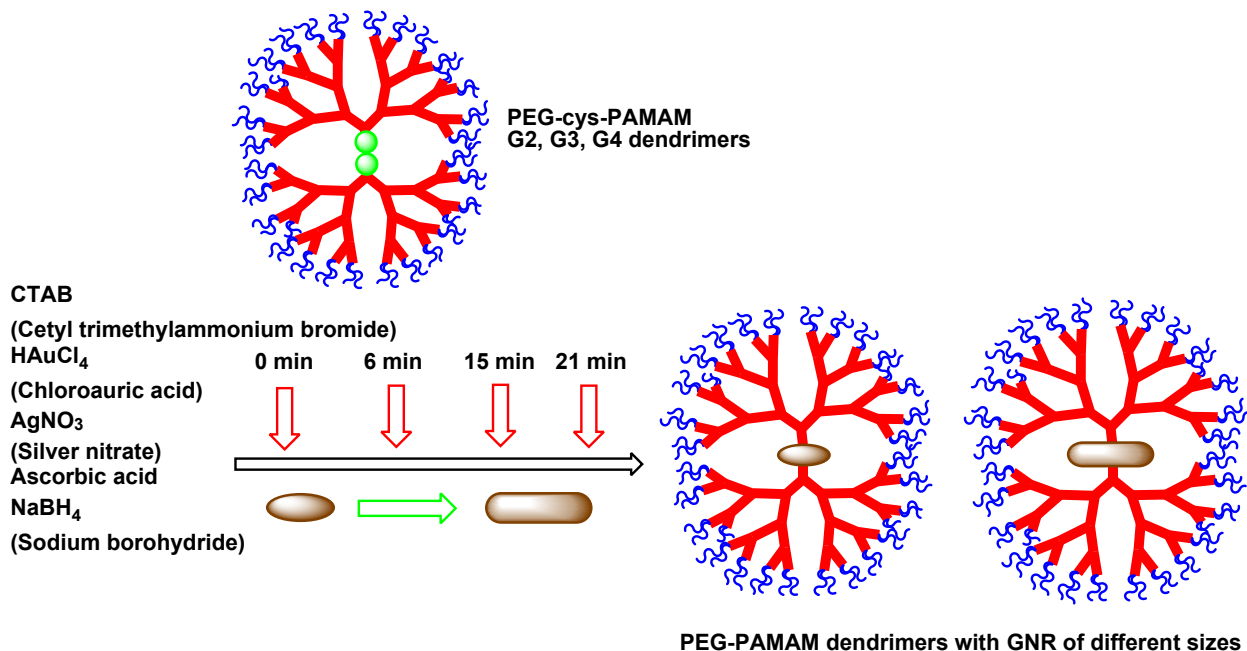 PEG-cys-PAMAM
G2, G3, G4 dendrimers
CTAB
(Cetyl trimethylammonium bromide)
HAuCl4
(Chloroauric acid)
AgNO3
(Silver nitrate)
Ascorbic acid
NaBH4
(Sodium borohydride)
0 min 6 min 15 min 21 min
PEG-PAMAM dendrimers with GNR of different sizes